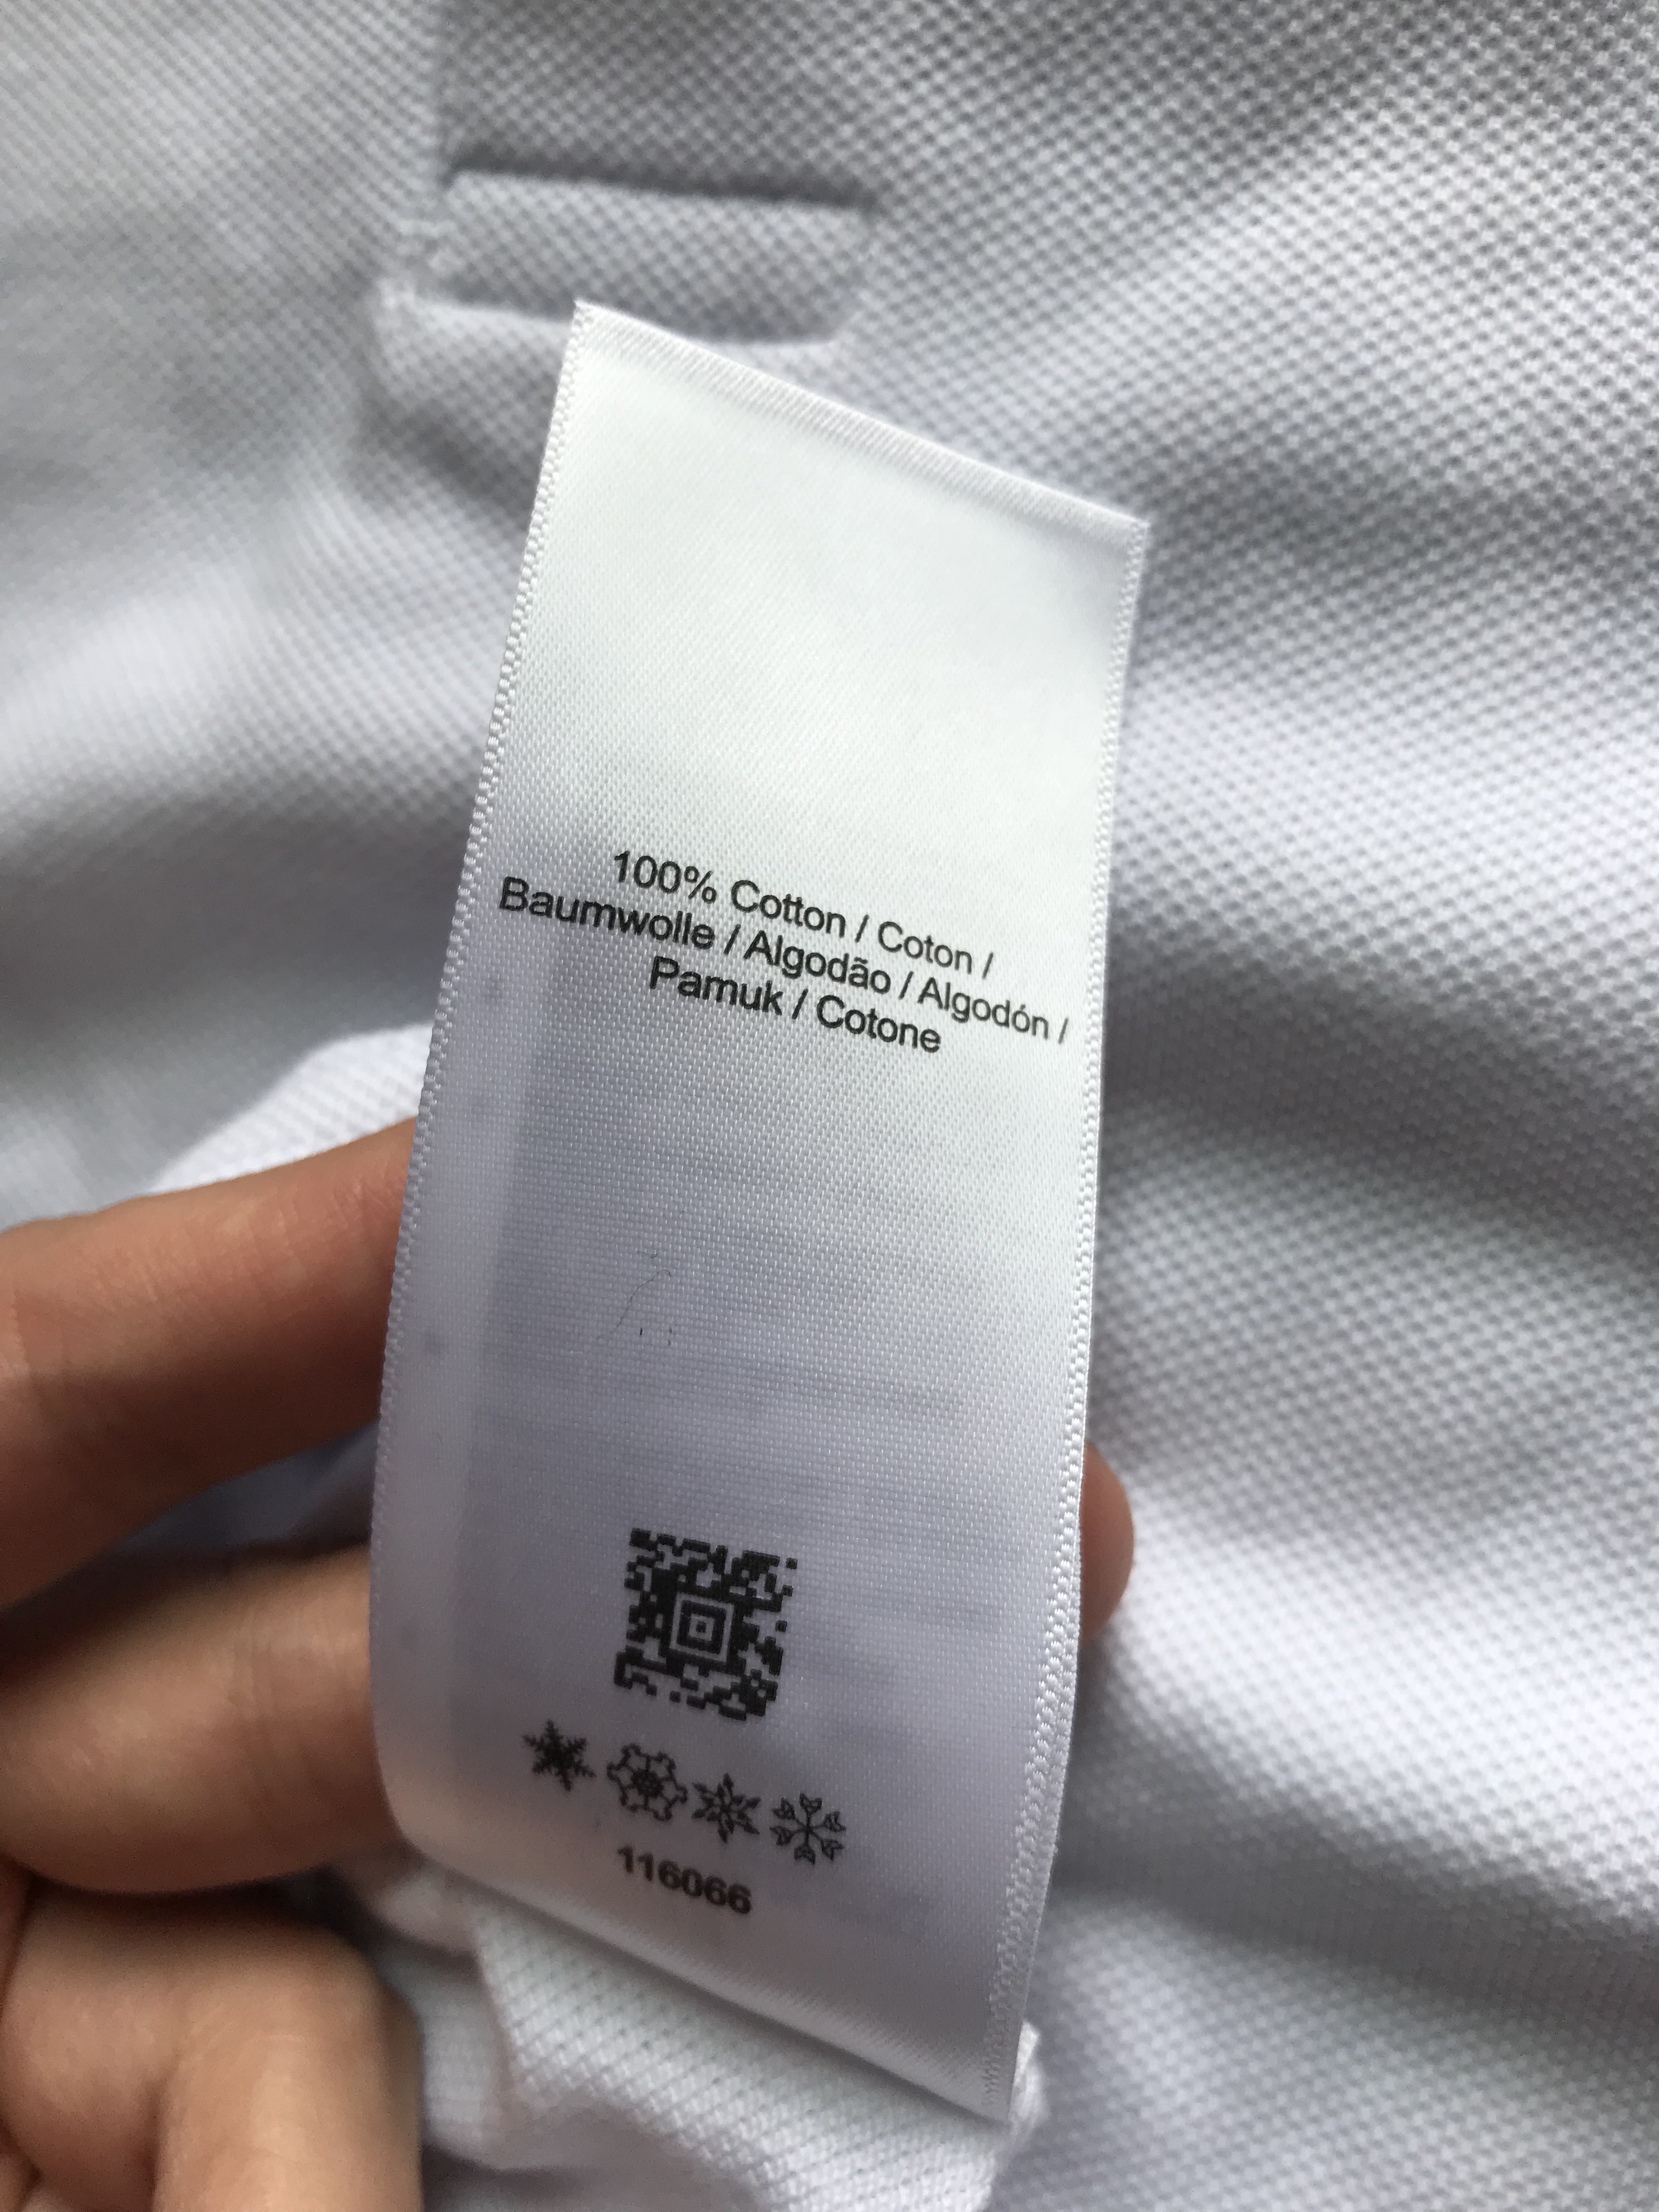 100% Cotton / Coton /
Baumwolle / Algodão / Algodón /
Pamuk / Cotone
116066